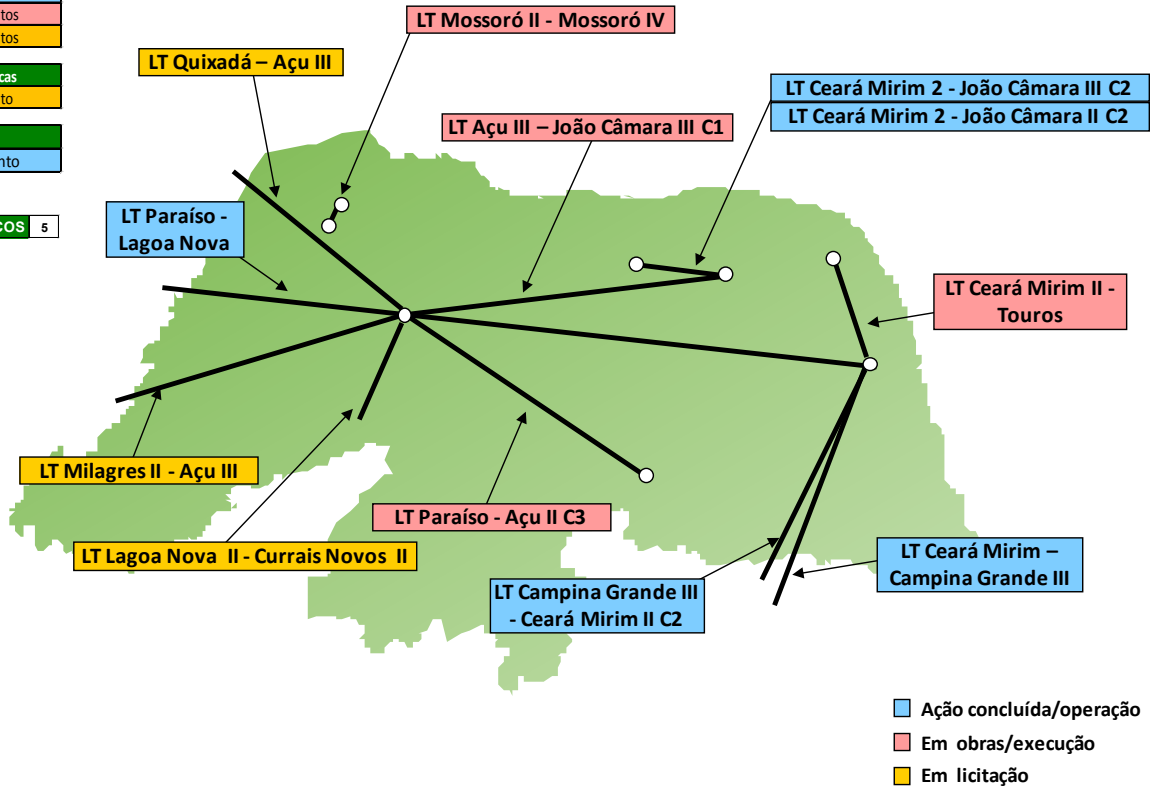 tos
tos
cas
to
nto
COS 5
LT Mossoró II - Mossoró IV
LT Quixadá – Açu III
LT Ceará Mirim 2 - João Câmara III C2
LT Ceará Mirim 2 - João Câmara II C2
LT Açu III – João Câmara III C1
LT Paraíso -
Lagoa Nova
LT Ceará Mirim II -
Touros
LT Milagres II - Açu III
LT Paraíso - Açu II C3
LT Lagoa Nova II - Currais Novos II
LT Ceará Mirim –
Campina Grande III
LT Campina Grande III
- Ceará Mirim II C2
Ação concluída/operação
Em obras/execução
Em licitação